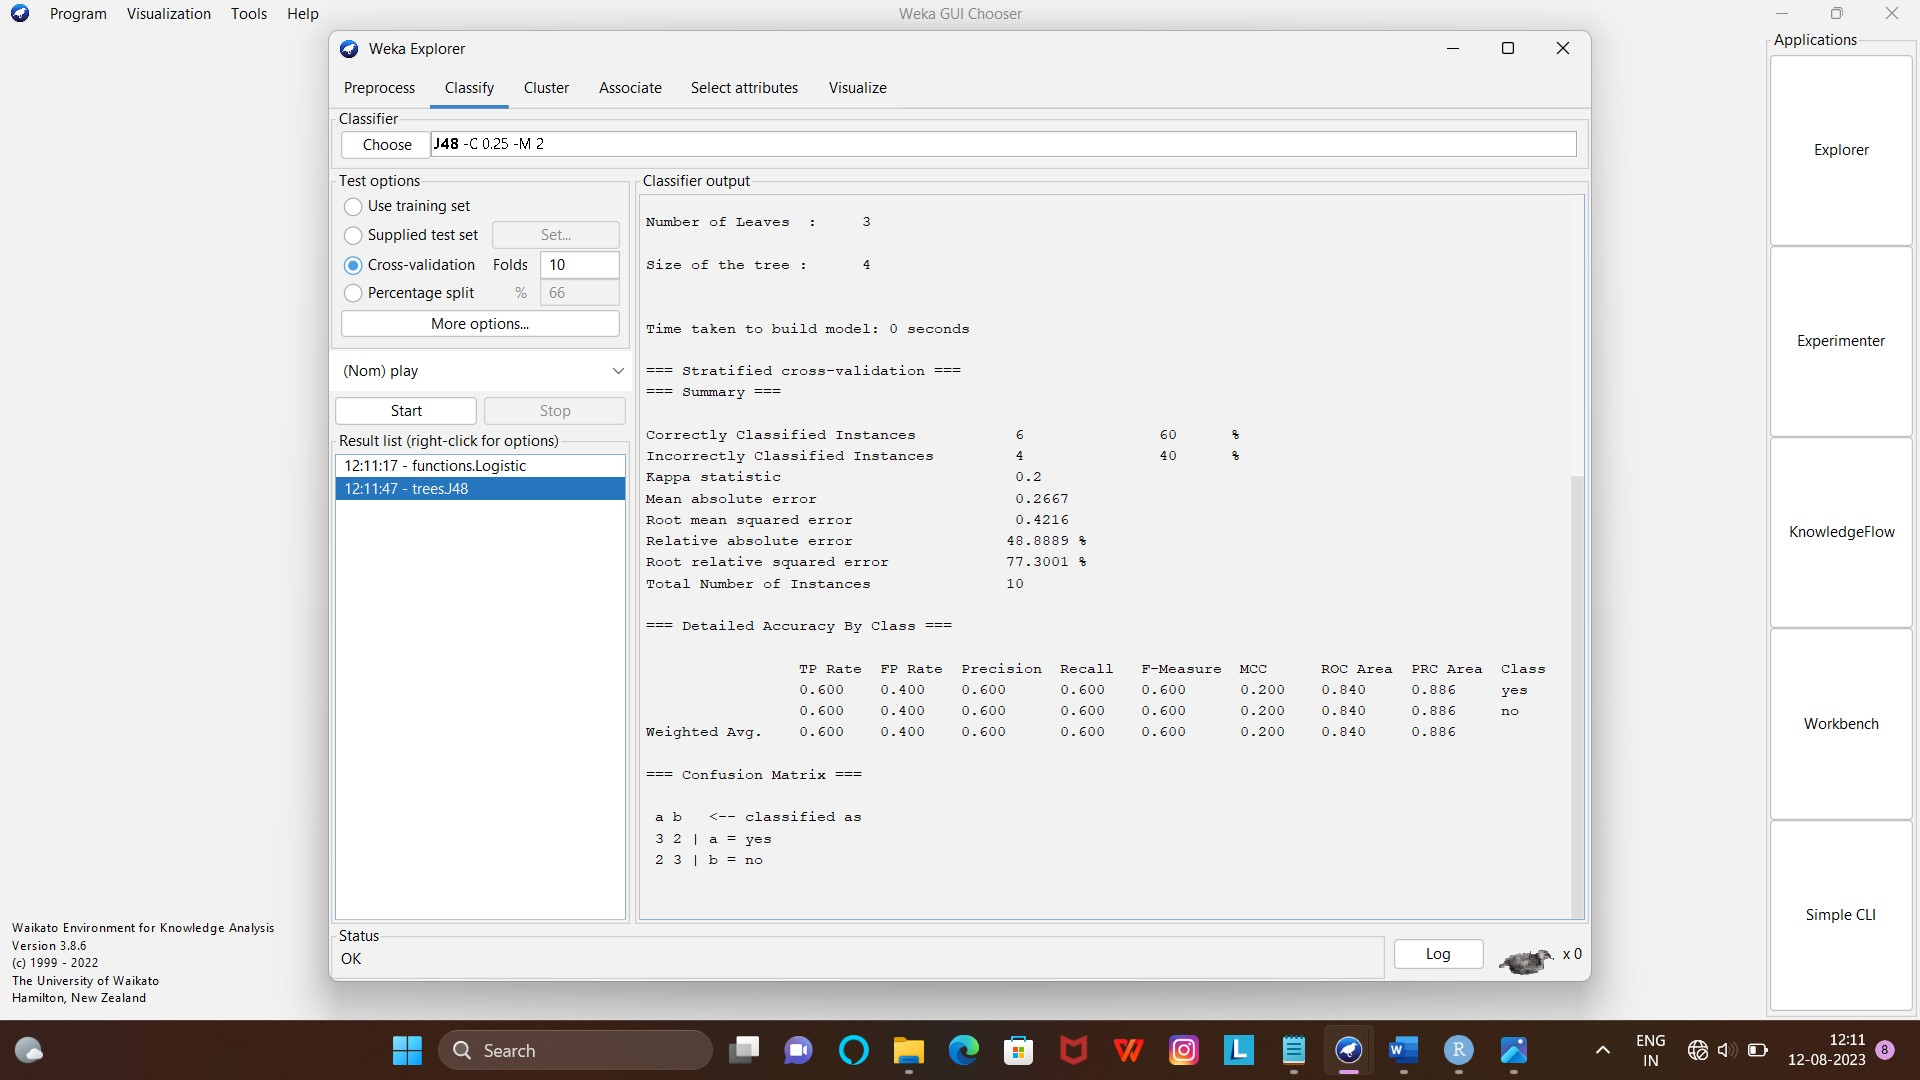 Program Visualization Tools Help
Weka GUI Chooser
Weka Explorer
Preprocess Classify Cluster Associate Select attributes Visualize
Classifier
Choose J48 -C 0.25 -M 2
Test options
Use training set
Supplied test set Set...
Cross-validation Folds 10
Percentage split % 66
More options...
(Nom) play
Start Stop
Result list (right-click for options)
12:11:17 - functions.Logistic
12:11:47 - trees.J48
Classifier output
Number of Leaves : 3
Size of the tree : 4
Time taken to build model: 0 seconds
=== Stratified cross-validation ===
=== Summary ===
Correctly Classified Instances 6 60 %
Incorrectly Classified Instances 4 40 %
Kappa statistic 0.2
Mean absolute error 0.2667
Root mean squared error 0.4216
Relative absolute error 48.8889 %
Root relative squared error 77.3001 %
Total Number of Instances 10
=== Detailed Accuracy By Class ===
TP Rate FP Rate Precision Recall F-Measure MCC ROC Area PRC Area Class
0.600 0.400 0.600 0.600 0.600 0.200 0.840 0.886 yes
0.600 0.400 0.600 0.600 0.600 0.200 0.840 0.886 no
Weighted Avg. 0.600 0.400 0.600 0.600 0.600 0.200 0.840 0.886
=== Confusion Matrix ===
a b <-- classified as
3 2 | a = yes
2 3 | b = no
Status
OK
Log
x 0
Applications
Explorer
Experimenter
KnowledgeFlow
Workbench
Simple CLI
Waikato Environment for Knowledge Analysis
Version 3.8.6
(c) 1999 - 2022
The University of Waikato
Hamilton, New Zealand
Search
L
W
R
ENG
IN
12:11
12-08-2023
8